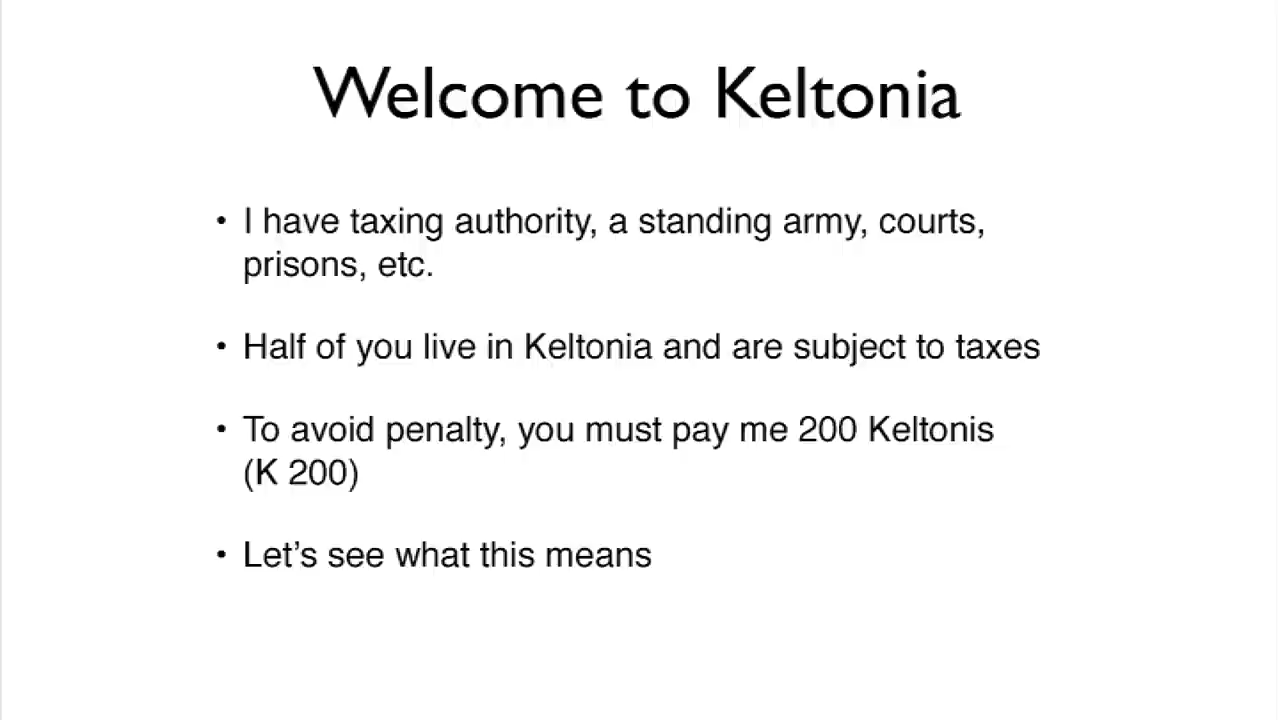 Welcome to Keltonia
• I have taxing authority, a standing army, courts,
prisons, etc.
• Half of you live in Keltonia and are subject to taxes
• To avoid penalty, you must pay me 200 Keltonis
(K 200)
• Let’s see what this means